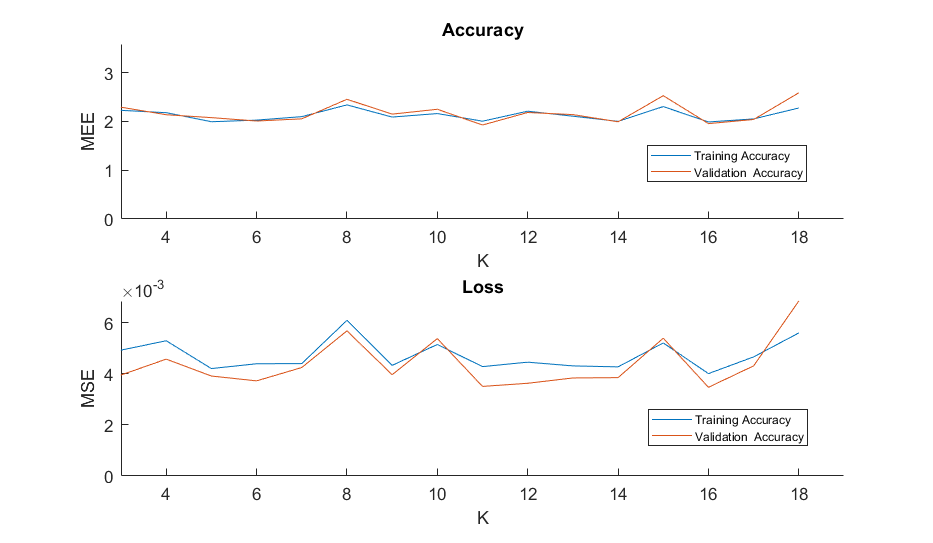 Accuracy
3
2
1
0
MEE
4 6 8 10 12 14 16 18
K
Training Accuracy
Validation  Accuracy
Loss
×10-3
6
4
2
0
MSE
4 6 8 10 12 14 16 18
K
Training Accuracy
Validation  Accuracy